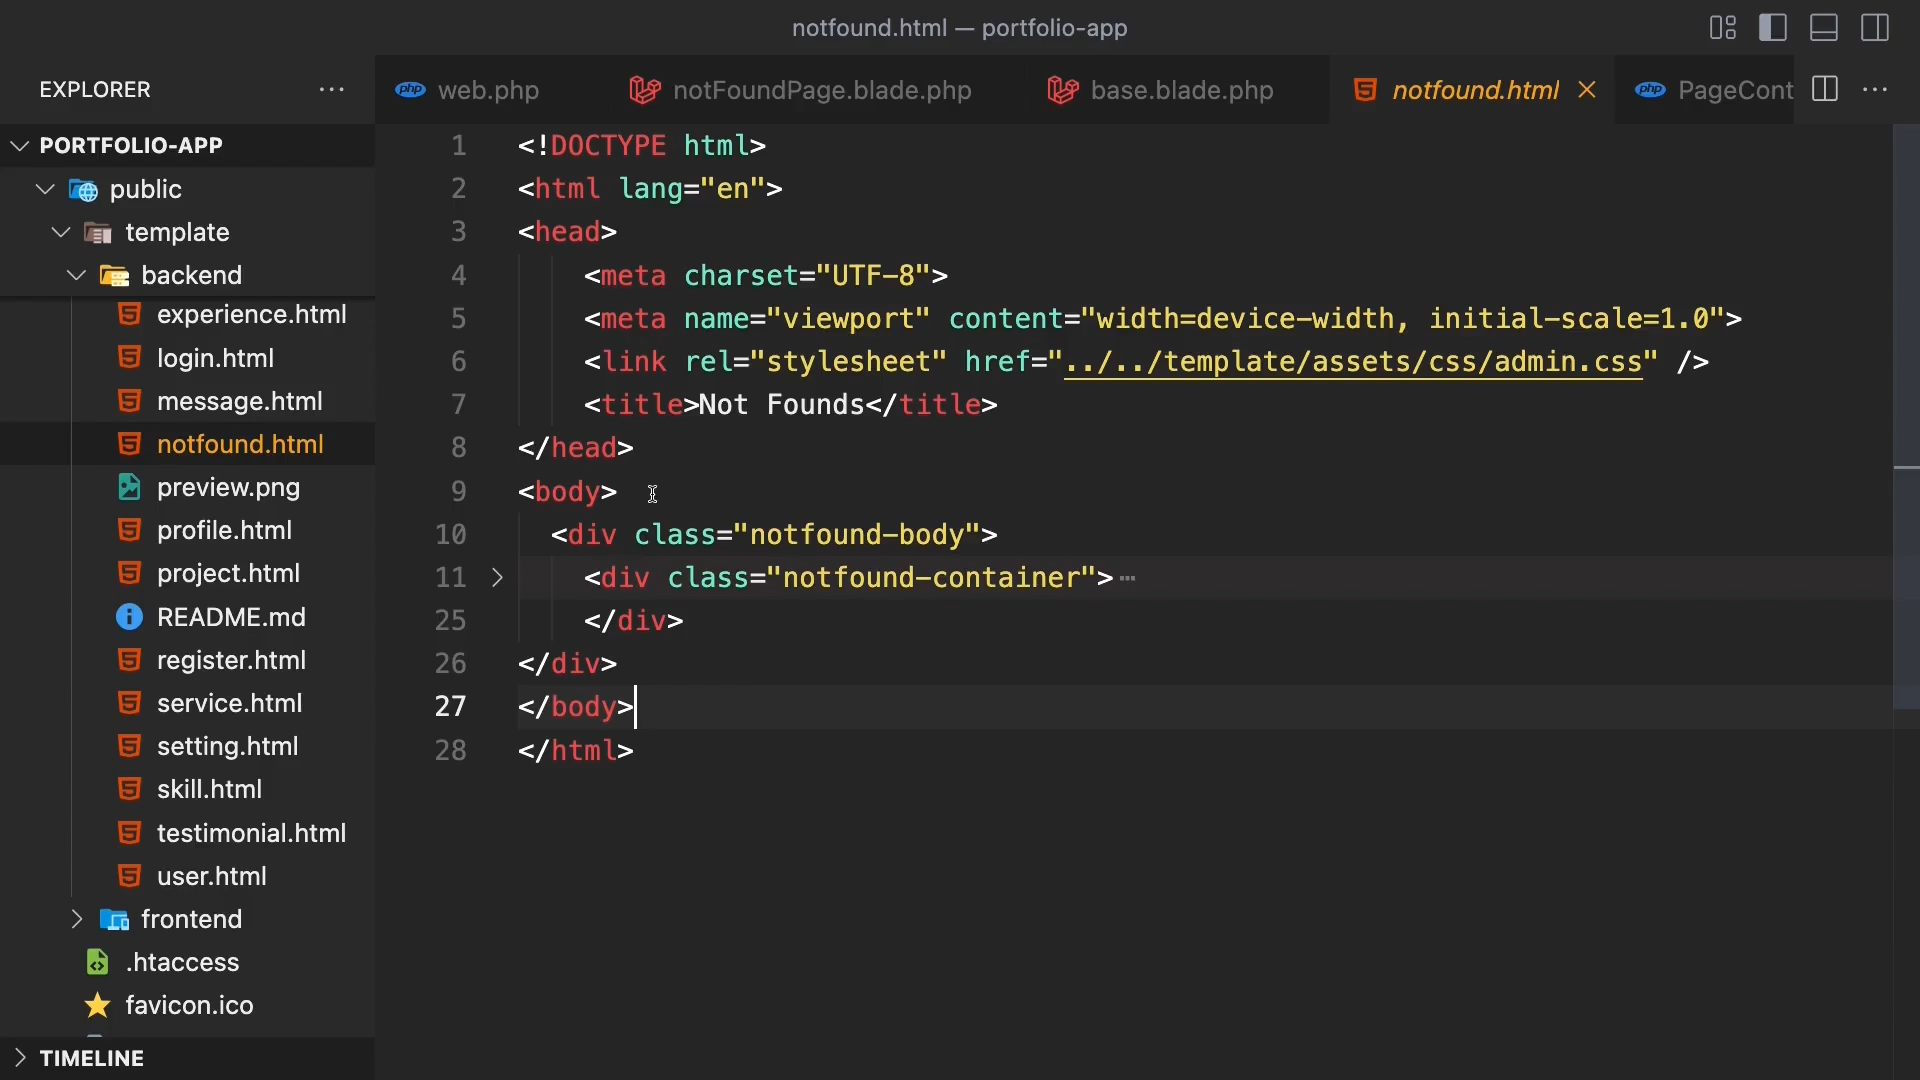 notfound.html — portfolio-app
EXPLORER
web.php
notFoundPage.blade.php
base.blade.php
notfound.html
PageCont
PORTFOLIO-APP
public
template
backend
experience.html
login.html
message.html
notfound.html
preview.png
profile.html
project.html
README.md
register.html
service.html
setting.html
skill.html
testimonial.html
user.html
frontend
.htaccess
favicon.ico
TIMELINE
1 <!DOCTYPE html>
2 <html lang="en">
3 <head>
4 <meta charset="UTF-8">
5 <meta name="viewport" content="width=device-width, initial-scale=1.0">
6 <link rel="stylesheet" href="../../template/assets/css/admin.css" />
7 <title>Not Founds</title>
8 </head>
9 <body>
10 <div class="notfound-body">
11 <div class="notfound-container">
25 </div>
26 </div>
27 </body>
28 </html>